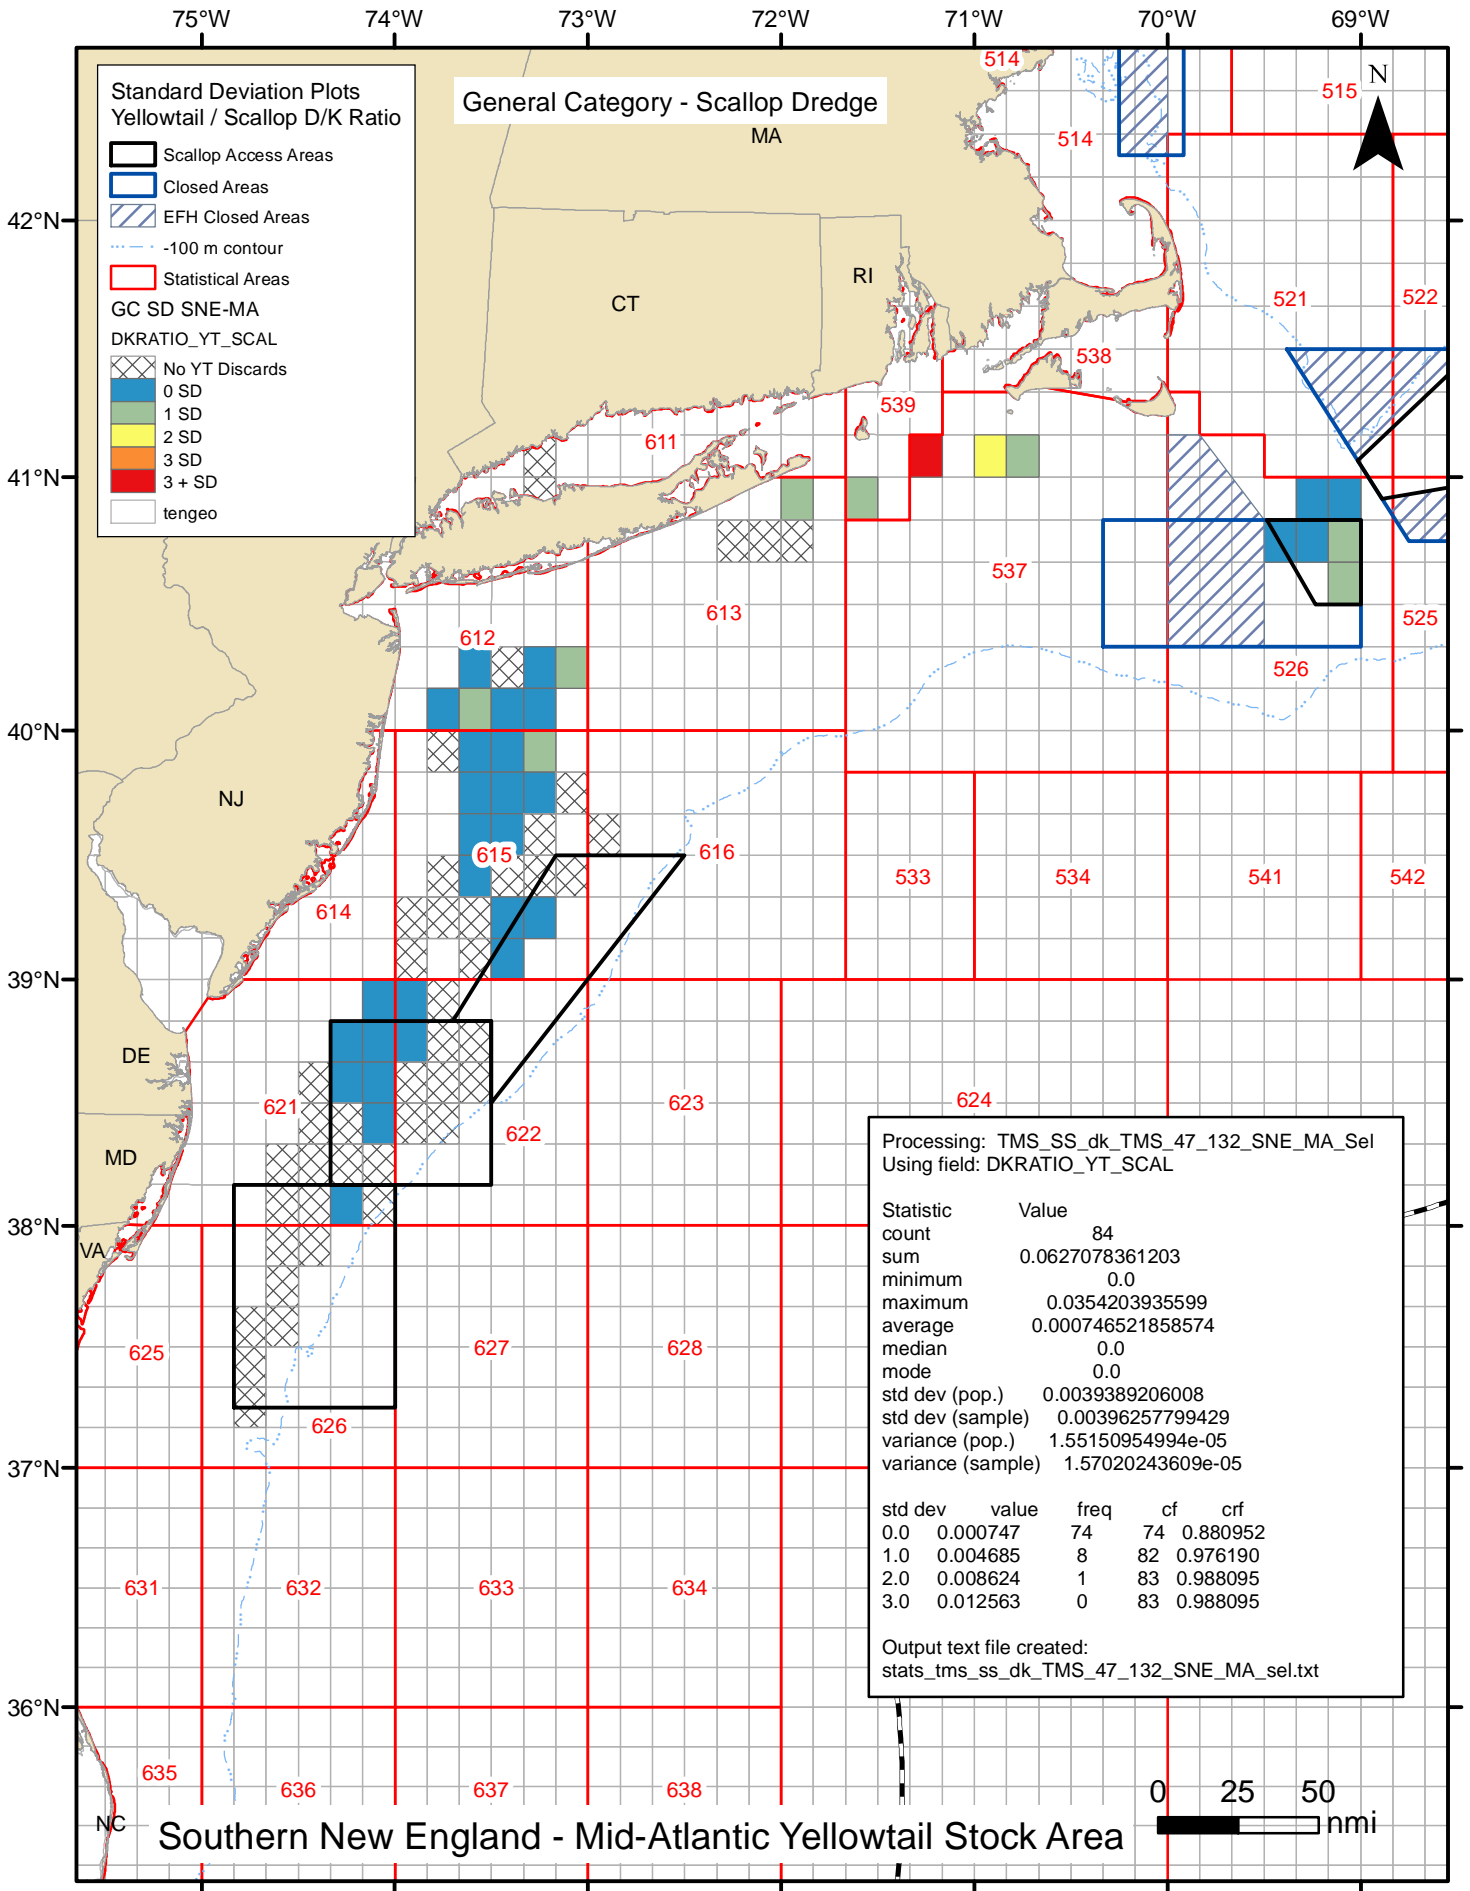 75°W 74°W 73°W 72°W 71°W 70°W 69°W
Standard Deviation Plots
Yellowtail / Scallop D/K Ratio
Scallop Access Areas
Closed Areas
EFH Closed Areas
-100 m contour
Statistical Areas
GC SD SNE-MA
DKRATIO_YT_SCAL
No YT Discards
0 SD
1 SD
2 SD
3 SD
3 + SD
tengeo
General Category - Scallop Dredge
N
514
515
MA
514
42°N
RI
CT
521
522
538
539
611
41°N
537
613
612
525
526
40°N
NJ
615
616
533
534
541
542
614
39°N
DE
621
623
624
622
MD
38°N
VA
625
627
628
626
37°N
631
632
633
634
36°N
635
636
637
638
NC
Processing: TMS_SS_dk_TMS_47_132_SNE_MA_Sel
Using field: DKRATIO_YT_SCAL
Statistic Value
count 84
sum 0.0627078361203
minimum 0.0
maximum 0.0354203935599
average 0.000746521858574
median 0.0
mode 0.0
std dev (pop.) 0.0039389206008
std dev (sample) 0.00396257799429
variance (pop.) 1.55150954994e-05
variance (sample) 1.57020243609e-05
std dev value freq cf crf
0.0 0.000747 74 74 0.880952
1.0 0.004685 8 82 0.976190
2.0 0.008624 1 83 0.988095
3.0 0.012563 0 83 0.988095
Output text file created:
stats_tms_ss_dk_TMS_47_132_SNE_MA_sel.txt
0 25 50
nmi
Southern New England - Mid-Atlantic Yellowtail Stock Area